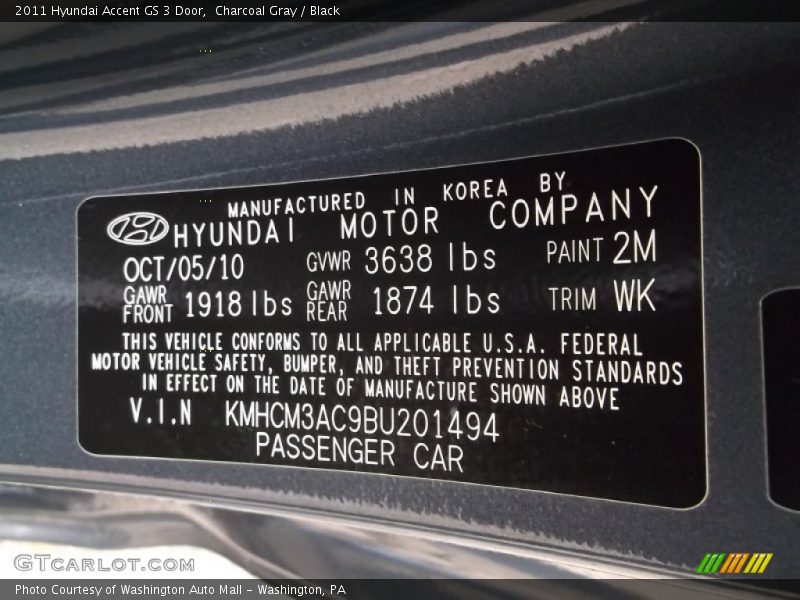 2011 Hyundai Accent GS 3 Door,  Charcoal Gray / Black
MANUFACTURED IN KOREA BY
HYUNDAI MOTOR COMPANY
OCT/05/10 GVWR 3638 lbs PAINT 2M
GAWR FRONT 1918 lbs GAWR REAR 1874 lbs TRIM WK
THIS VEHICLE CONFORMS TO ALL APPLICABLE U.S.A. FEDERAL
MOTOR VEHICLE SAFETY, BUMPER, AND THEFT PREVENTION STANDARDS
IN EFFECT ON THE DATE OF MANUFACTURE SHOWN ABOVE
V.I.N KMHCM3AC9BU201494
PASSENGER CAR
GTCARLOT.COM
Photo Courtesy of Washington Auto Mall - Washington, PA